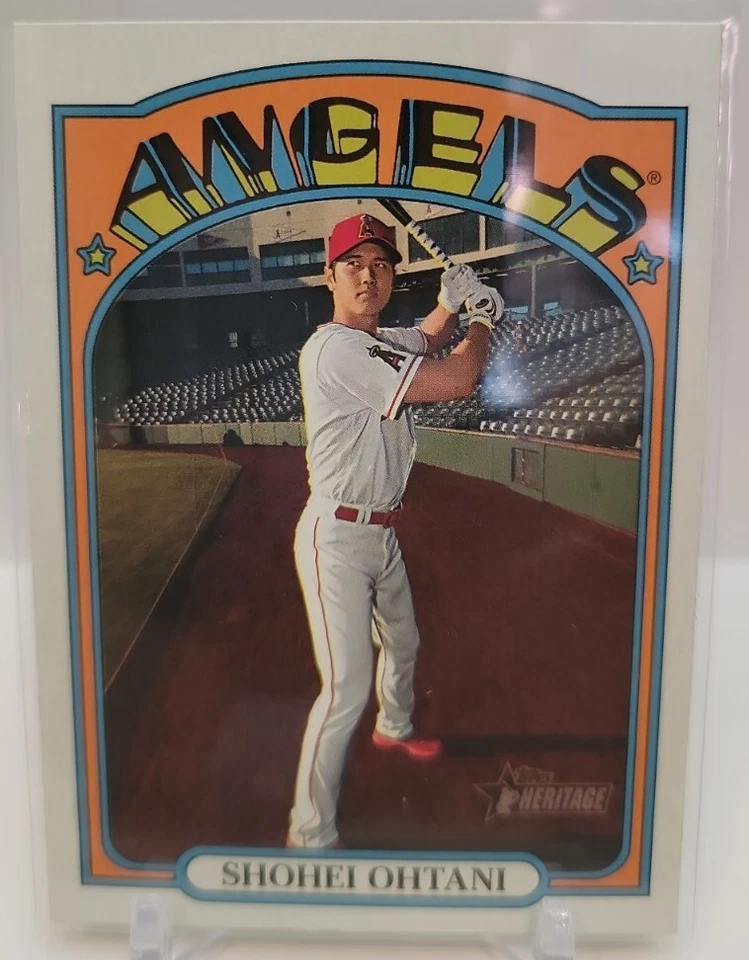 ANGELS®
A
A
Topps
HERITAGE
SHOHEI OHTANI